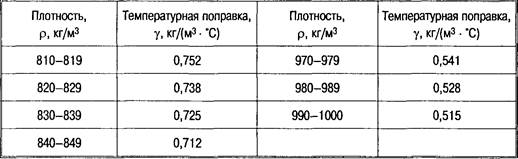 Плотность, Температурная поправка, Плотность, Температурная поправка,
ρ, кг/м³ γ, кг/(м³ · °С) ρ, кг/м³ γ, кг/(м³ · °С)
810–819 0,752 970–979 0,541
820–829 0,738 980–989 0,528
830–839 0,725 990–1000 0,515
840–849 0,712